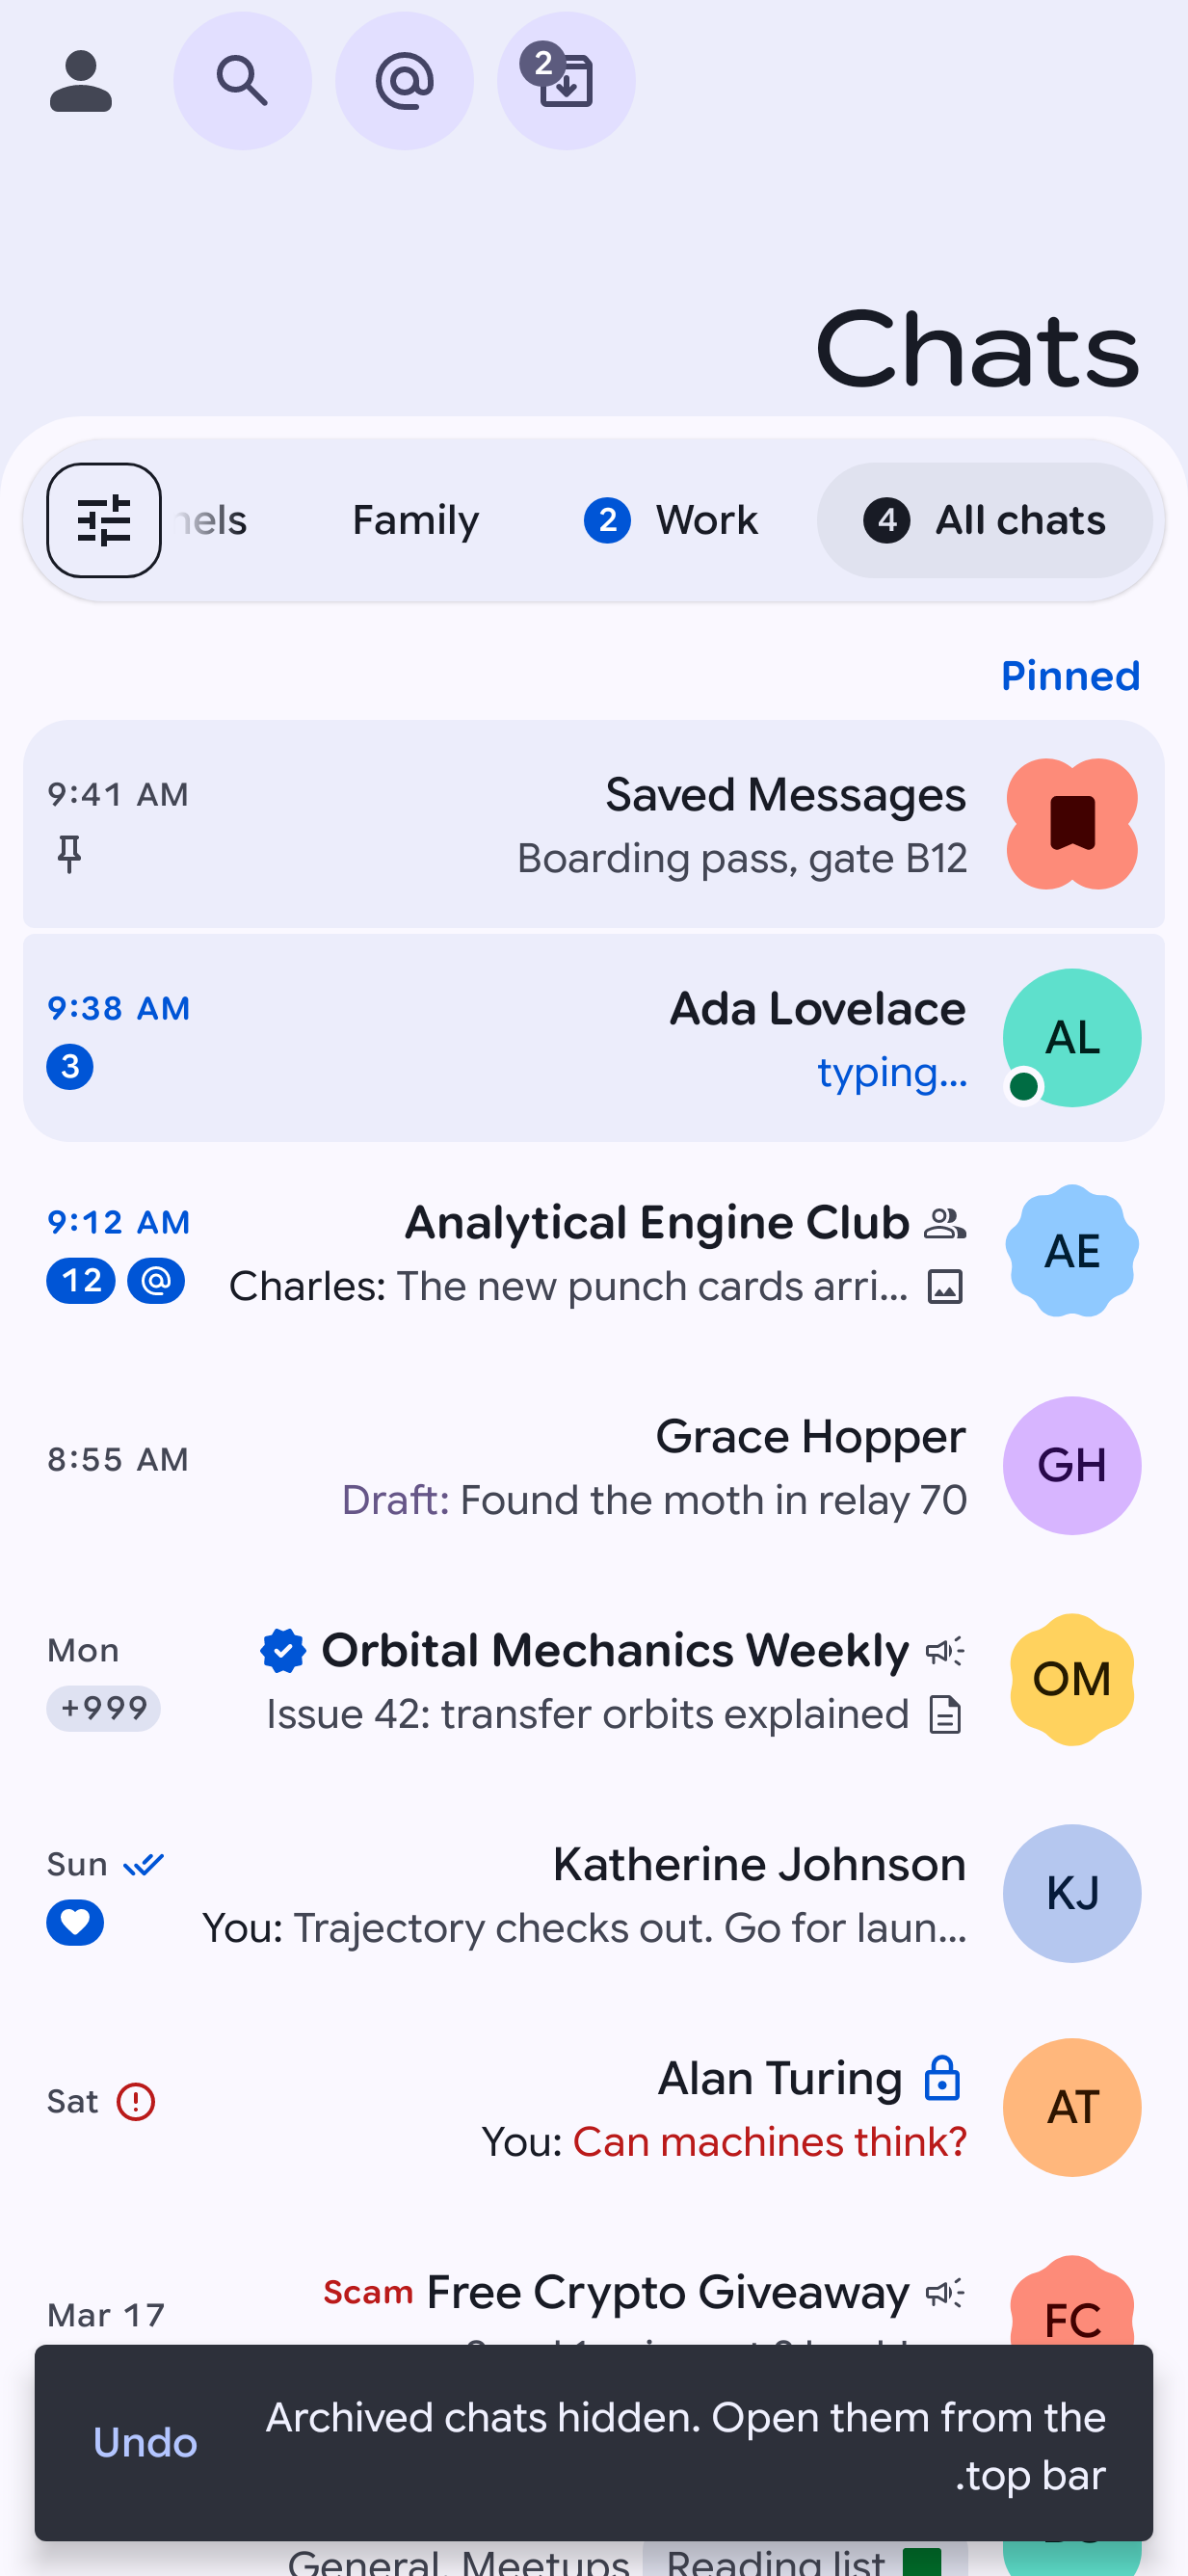 2
Chats
nels
Family
2 Work
4 All chats
Pinned
Saved Messages
9:41 AM
Boarding pass, gate B12
Ada Lovelace
9:38 AM
typing...
3
AL
Analytical Engine Club
9:12 AM
Charles: The new punch cards arri...
12
AE
Grace Hopper
8:55 AM
Draft: Found the moth in relay 70
GH
Orbital Mechanics Weekly
Mon
Issue 42: transfer orbits explained
+999
OM
Katherine Johnson
Sun
You: Trajectory checks out. Go for laun...
KJ
Alan Turing
Sat
You: Can machines think?
AT
Scam Free Crypto Giveaway
Mar 17
FC
Archived chats hidden. Open them from the
.top bar
Undo
General, Meetups
Reading list